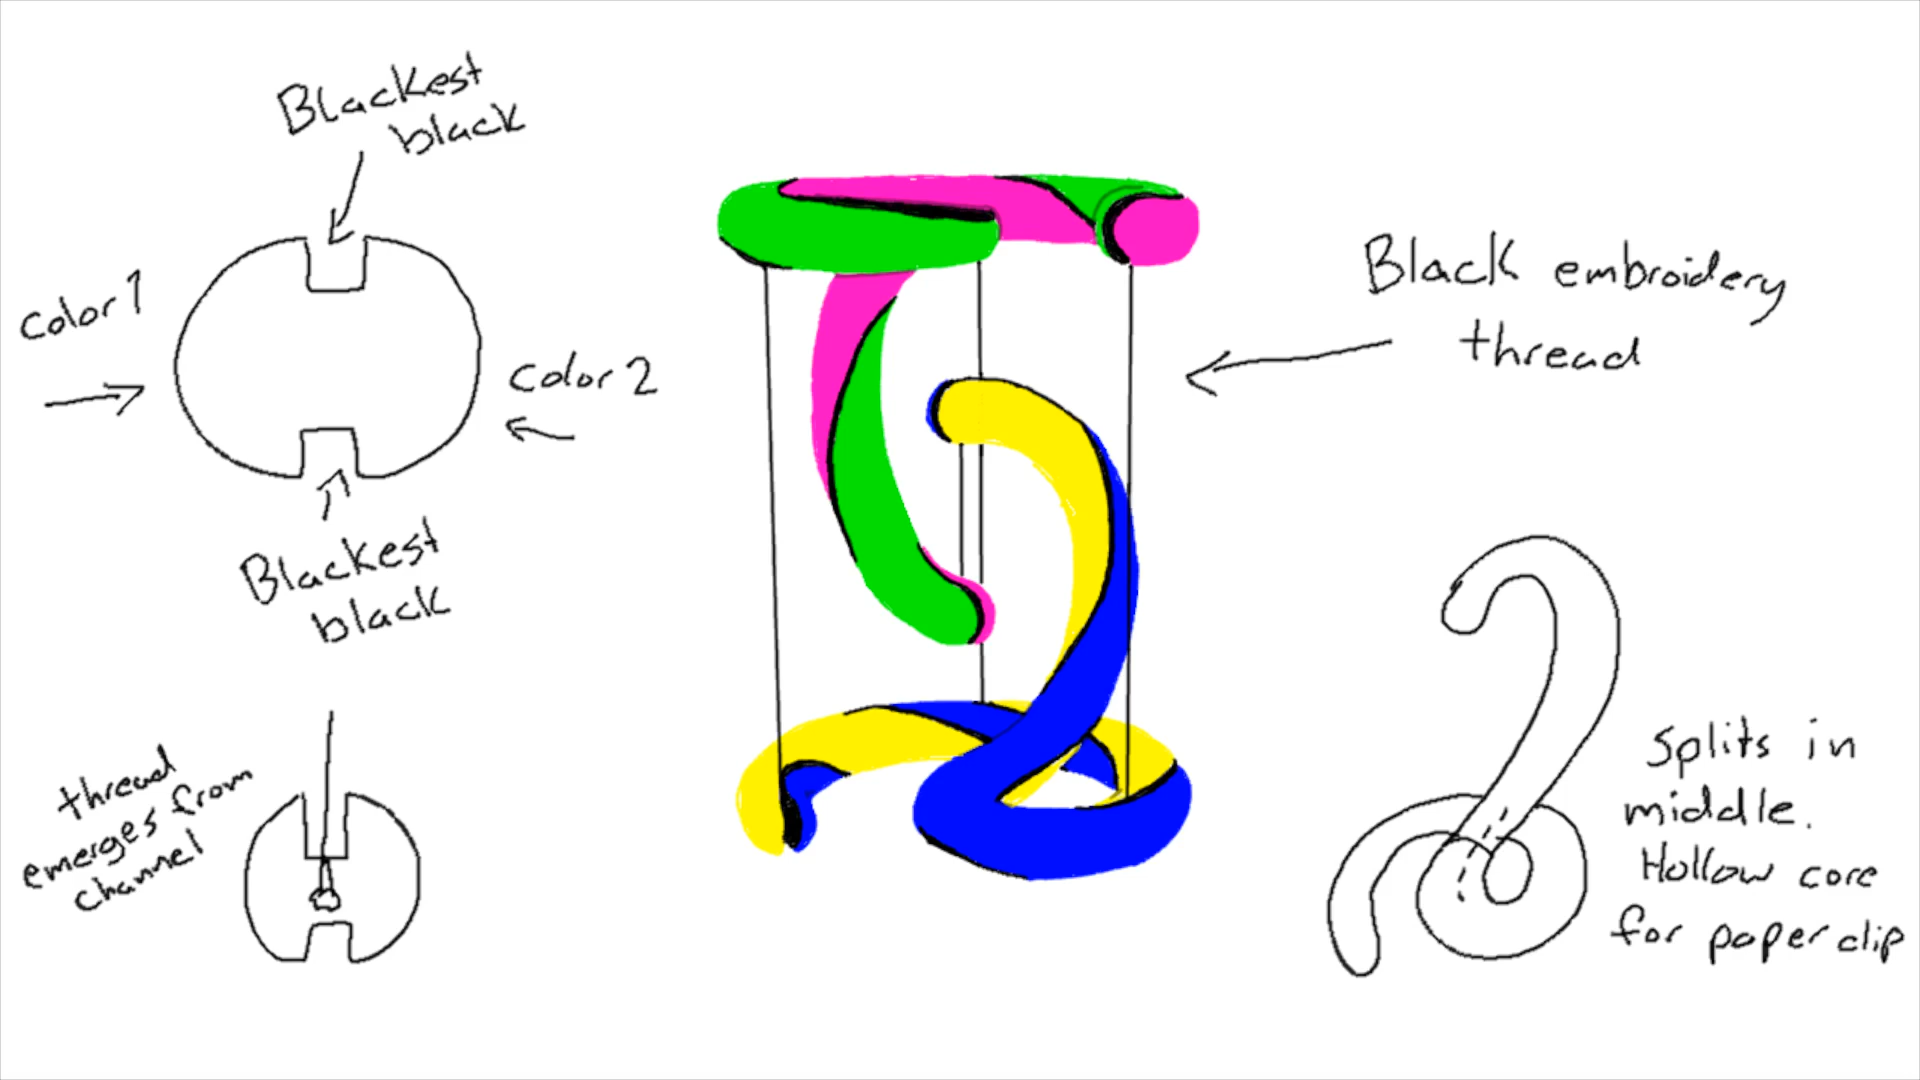 Blackest
black
color 1
color 2
Blackest
black
thread
emerges from
channel
Black embroidery
thread
Splits in
middle.
Hollow core
for paper clip